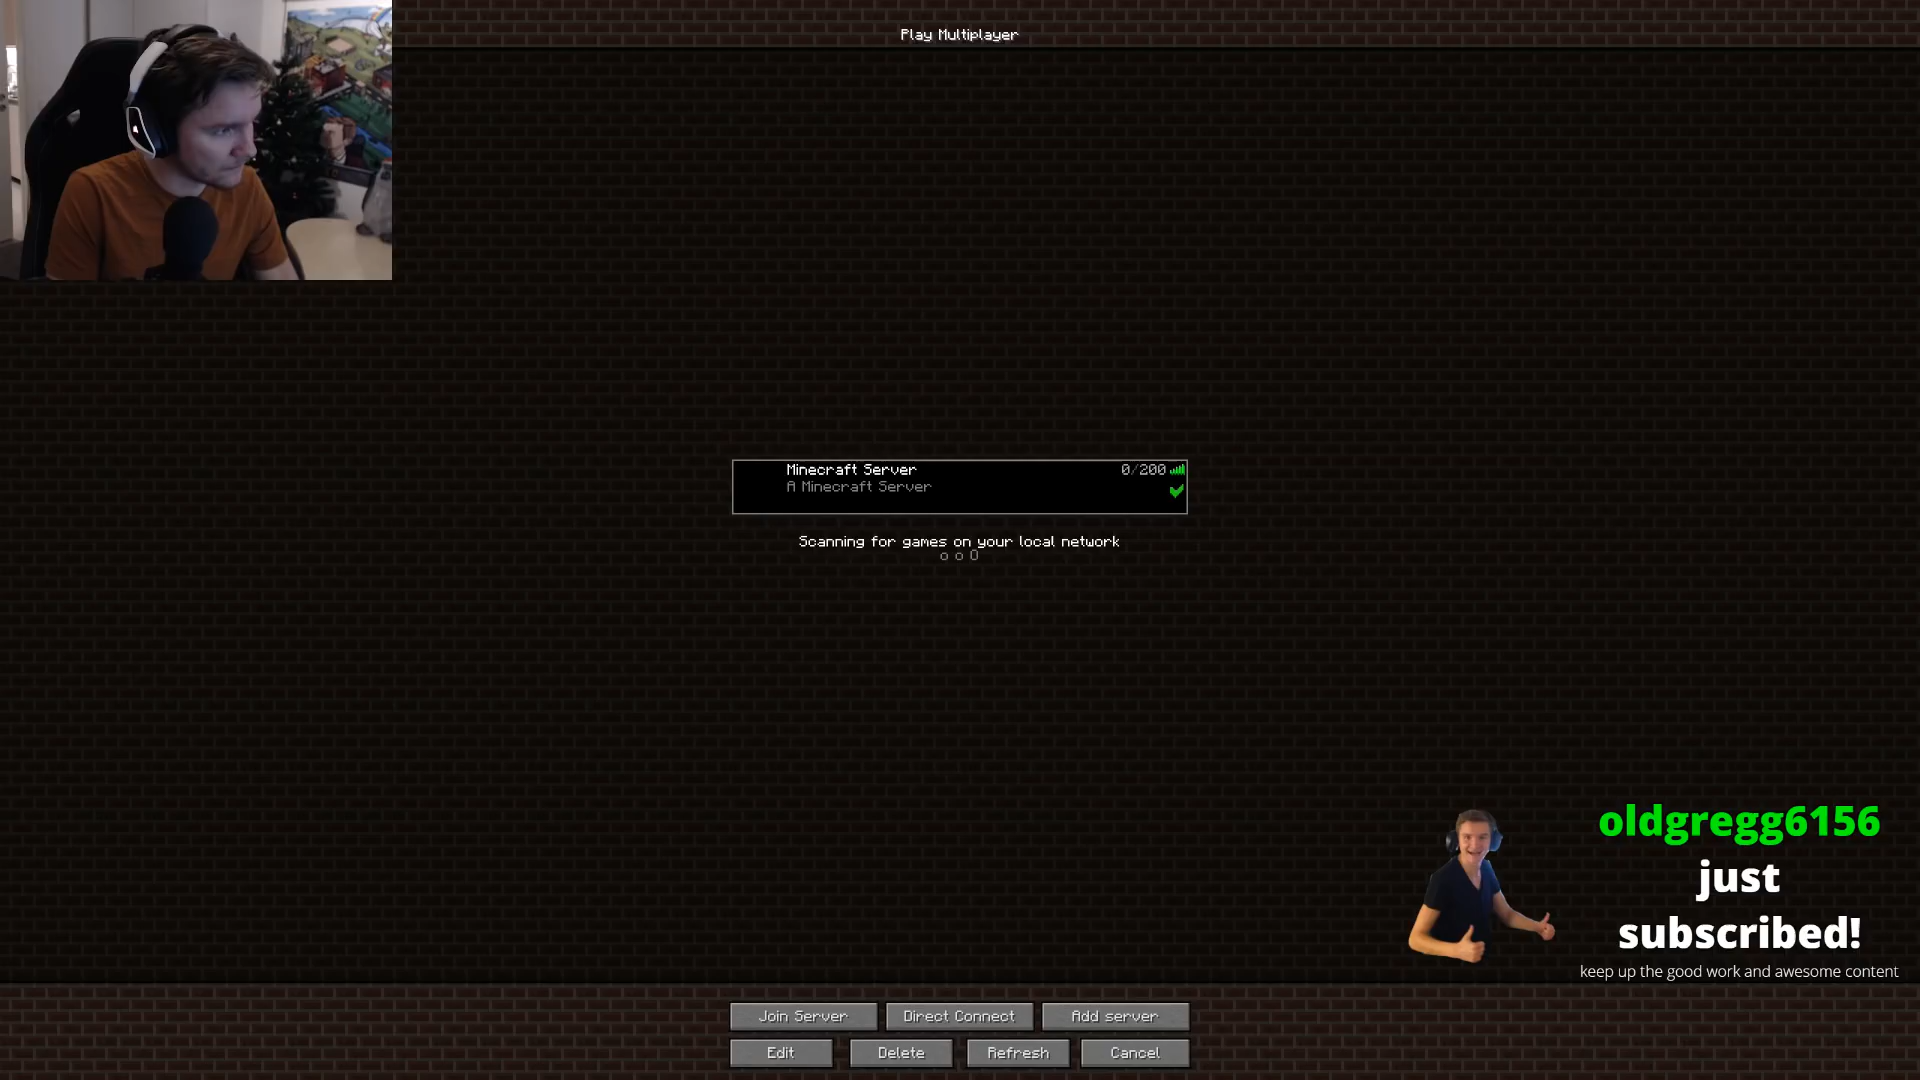 Play Multiplayer
Minecraft Server 0/200
A Minecraft Server
Scanning for games on your local network
o o O
oldgregg6156
just
subscribed!
keep up the good work and awesome content
Join Server Direct Connect Add server
Edit Delete Refresh Cancel